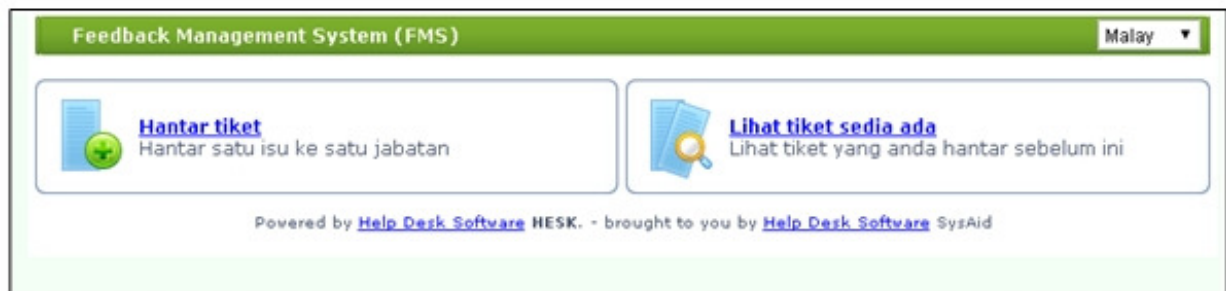 Feedback Management System (FMS)
Malay
Hantar tiket
Hantar satu isu ke satu jabatan
Lihat tiket sedia ada
Lihat tiket yang anda hantar sebelum ini
Powered by Help Desk Software HESK. - brought to you by Help Desk Software SysAid